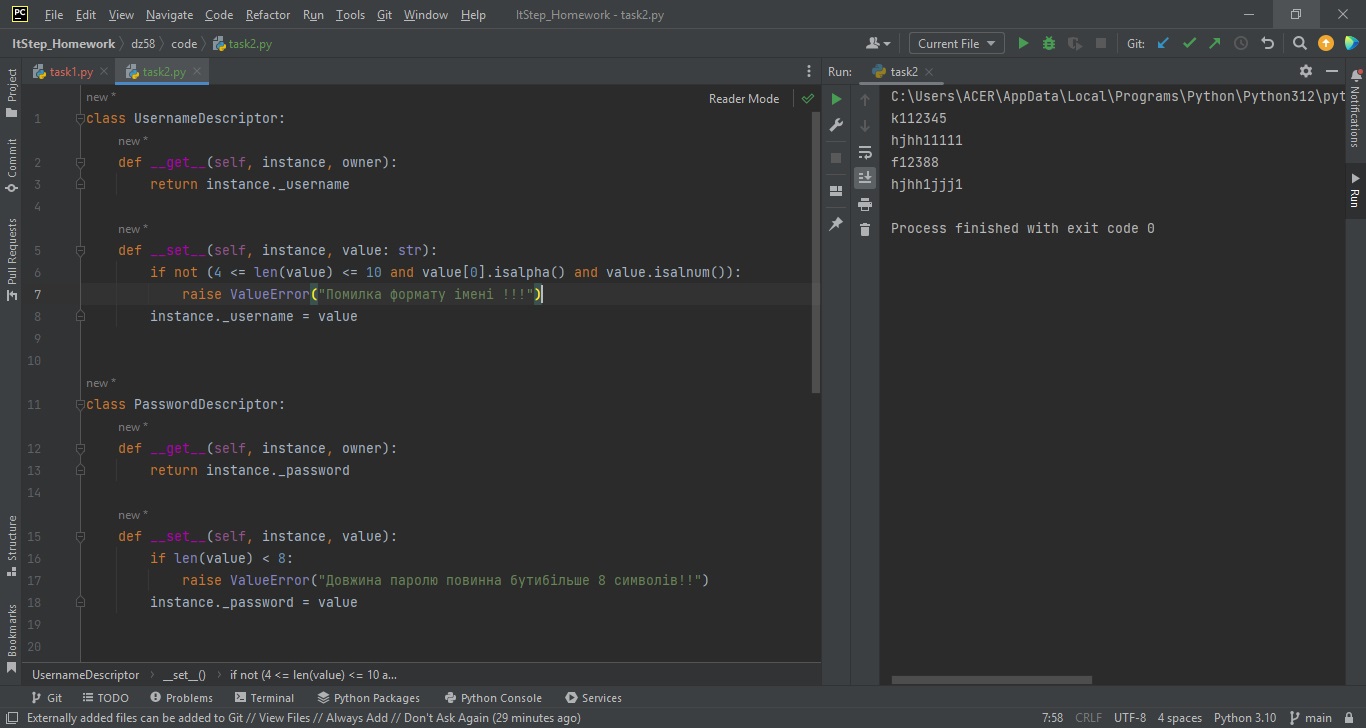 PC File Edit View Navigate Code Refactor Run Tools Git Window Help ItStep_Homework - task2.py
ItStep_Homework dz58 code task2.py Current File Git:
Project
Commit
Pull Requests
Structure
Bookmarks
task1.py task2.py
Reader Mode
new *
1 class UsernameDescriptor:
new *
2 def __get__(self, instance, owner):
3 return instance._username
4
new *
5 def __set__(self, instance, value: str):
6 if not (4 <= len(value) <= 10 and value[0].isalpha() and value.isalnum()):
7 raise ValueError("Помилка формату імені !!!")
8 instance._username = value
9
10
new *
11 class PasswordDescriptor:
new *
12 def __get__(self, instance, owner):
13 return instance._password
14
new *
15 def __set__(self, instance, value):
16 if len(value) < 8:
17 raise ValueError("Довжина паролю повинна бутибільше 8 символів!!")
18 instance._password = value
19
20
UsernameDescriptor __set__() if not (4 <= len(value) <= 10 a...
Run: task2
C:\Users\ACER\AppData\Local\Programs\Python\Python312\pyt
k112345
hjhh11111
f12388
hjhh1jjj1
Process finished with exit code 0
Notifications
Run
Git TODO Problems Terminal Python Packages Python Console Services
Externally added files can be added to Git // View Files // Always Add // Don't Ask Again (29 minutes ago) 7:58 CRLF UTF-8 4 spaces Python 3.10 main